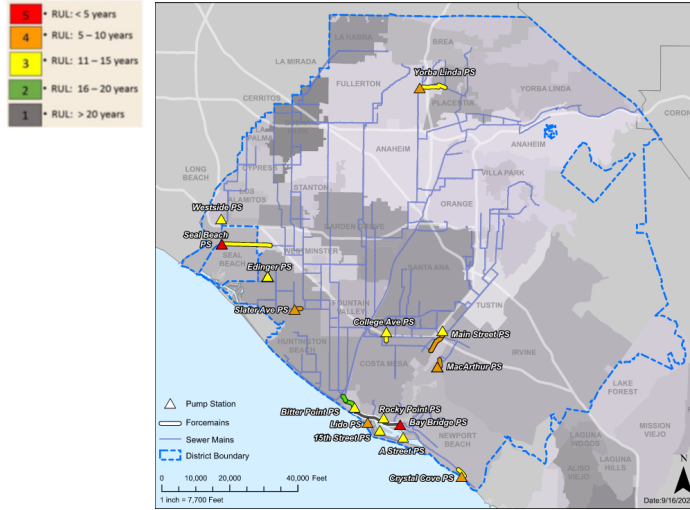 5 • RUL: < 5 years
4 • RUL: 5 – 10 years
3 • RUL: 11 – 15 years
2 • RUL: 16 – 20 years
1 • RUL: > 20 years
LA HABRA
BREA
LA MIRADA
Yorba Linda PS
FULLERTON
YORBA LINDA
CERRITOS
PLACENTIA
CORON
LA PALMA
ANAHEIM
ANAHEIM
CYPRESS
VILLA PARK
LONG BEACH
LOS ALAMITOS
STANTON
ORANGE
Westside PS
GARDEN GROVE
Seal Beach PS
WESTMINSTER
SEAL BEACH
Edinger PS
SANTA ANA
TUSTIN
Slater Ave PS
FOUNTAIN VALLEY
College Ave PS
Main Street PS
HUNTINGTON BEACH
IRVINE
COSTA MESA
MacArthur PS
LAKE FOREST
Bitter Point PS
Rocky Point PS
Lido PS
Bay Bridge PS
15th Street PS
A Street PS
NEWPORT BEACH
MISSION VIEJO
LAGUNA WOODS
LAGUNA HILLS
ALISO VIEJO
Crystal Cove PS
Pump Station
Forcemains
Sewer Mains
District Boundary
0 10,000 20,000 40,000 Feet
1 inch = 7,700 Feet
N
Date:9/16/202